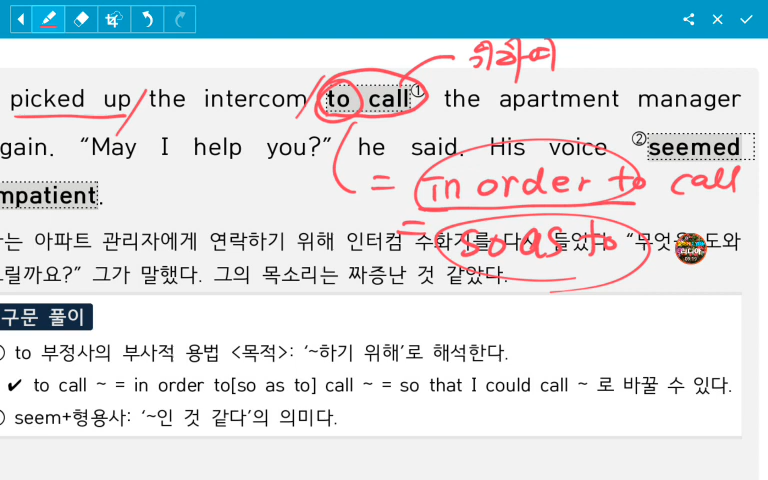 위하여
picked up the intercom to call① the apartment manager
gain. “May I help you?” he said. His voice ②seemed
mpatient.
= in order to call
= so as to
는 아파트 관리자에게 연락하기 위해 인터컴 수화기를 다시 들었다. “무엇을 도와
릴까요?” 그가 말했다. 그의 목소리는 짜증난 것 같았다.
구문 풀이
to 부정사의 부사적 용법 <목적>: ‘~하기 위해’로 해석한다.
✔ to call ~ = in order to[so as to] call ~ = so that I could call ~ 로 바꿀 수 있다.
seem+형용사: ‘~인 것 같다’의 의미다.